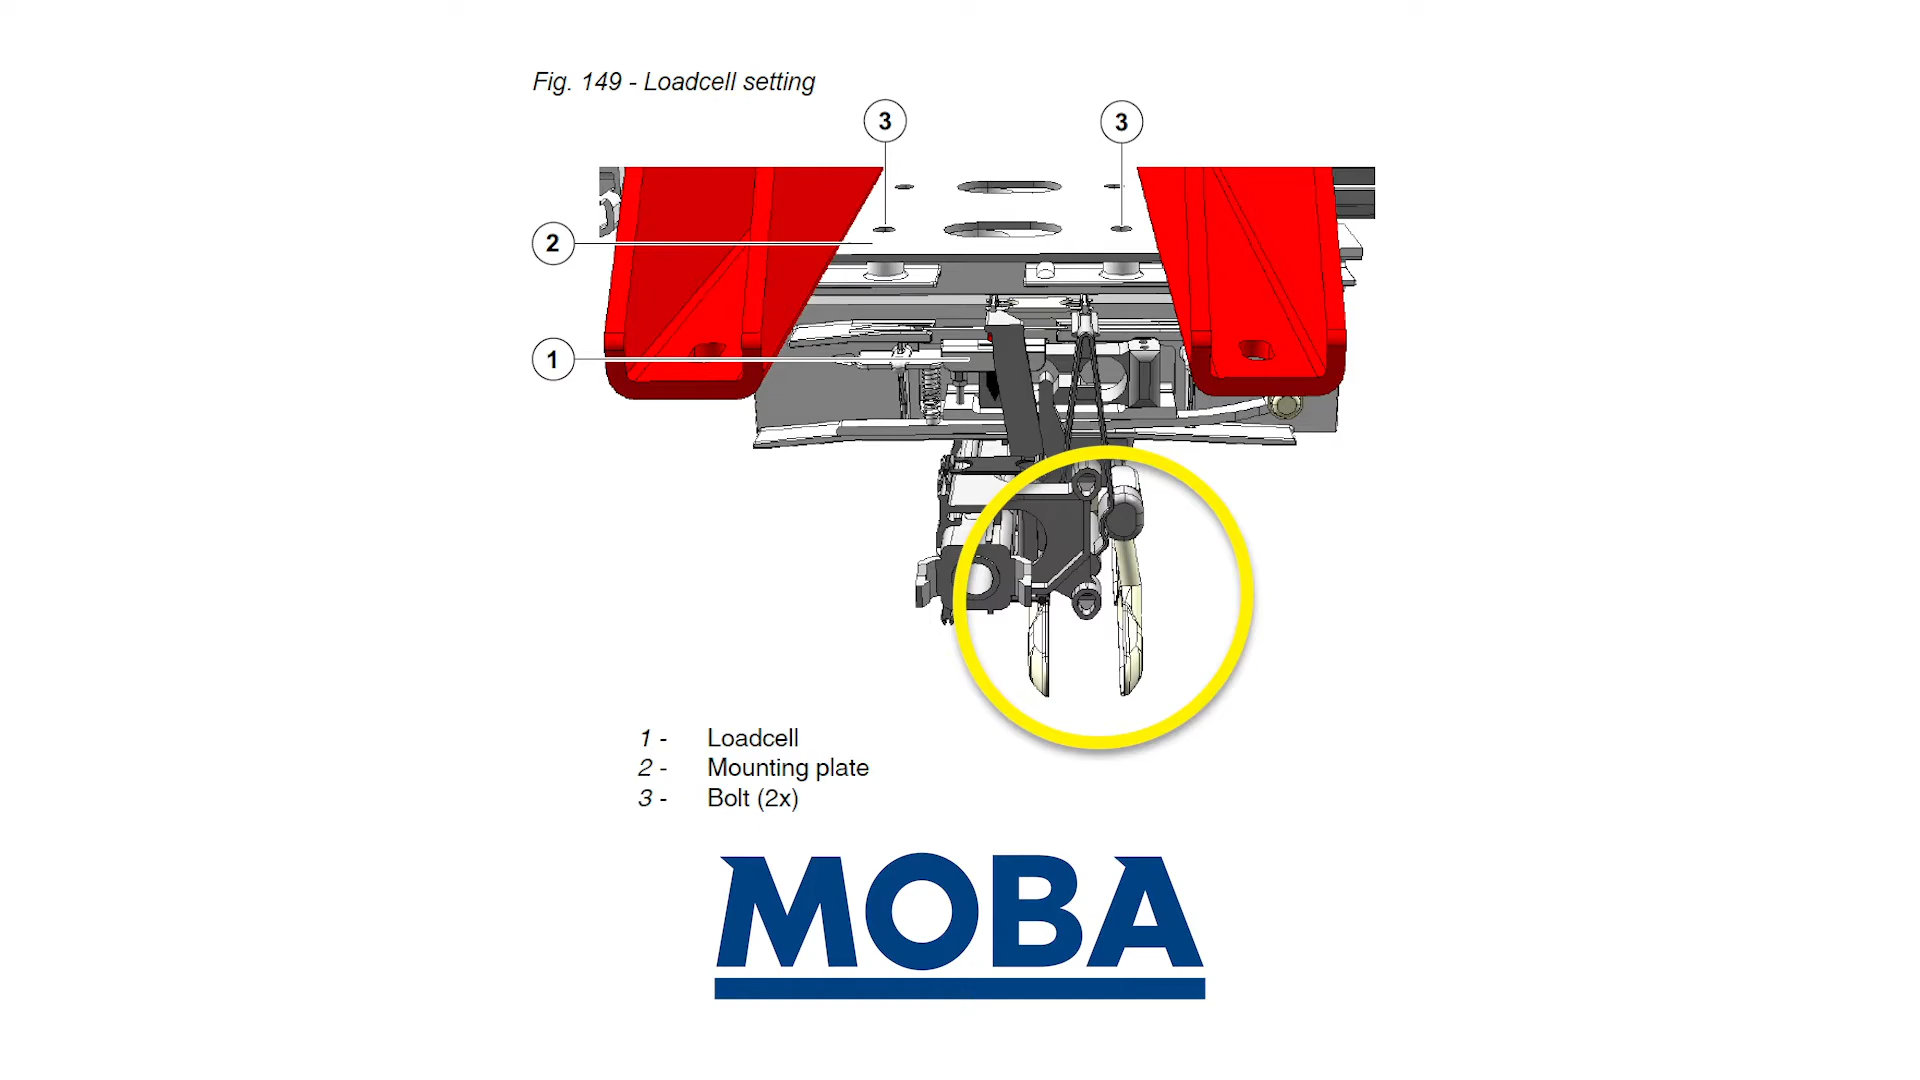 Fig. 149 - Loadcell setting
3
3
2
1
1 - Loadcell
2 - Mounting plate
3 - Bolt (2x)
MOBA